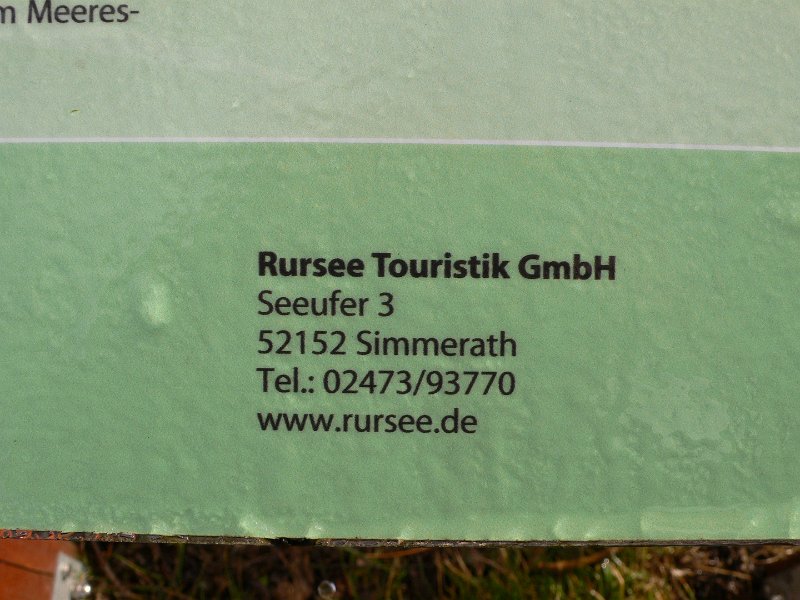 m Meeres-
Rursee Touristik GmbH
Seeufer 3
52152 Simmerath
Tel.: 02473/93770
www.rursee.de